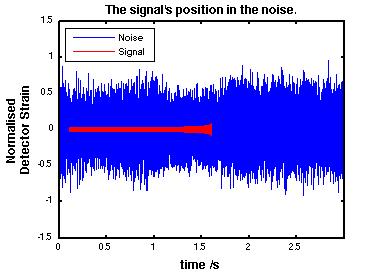 The signal's position in the noise.
1.5
Noise
Signal
1
0.5
0
-0.5
-1
-1.5
Normalised
Detector Strain
0 0.5 1 1.5 2 2.5
time /s